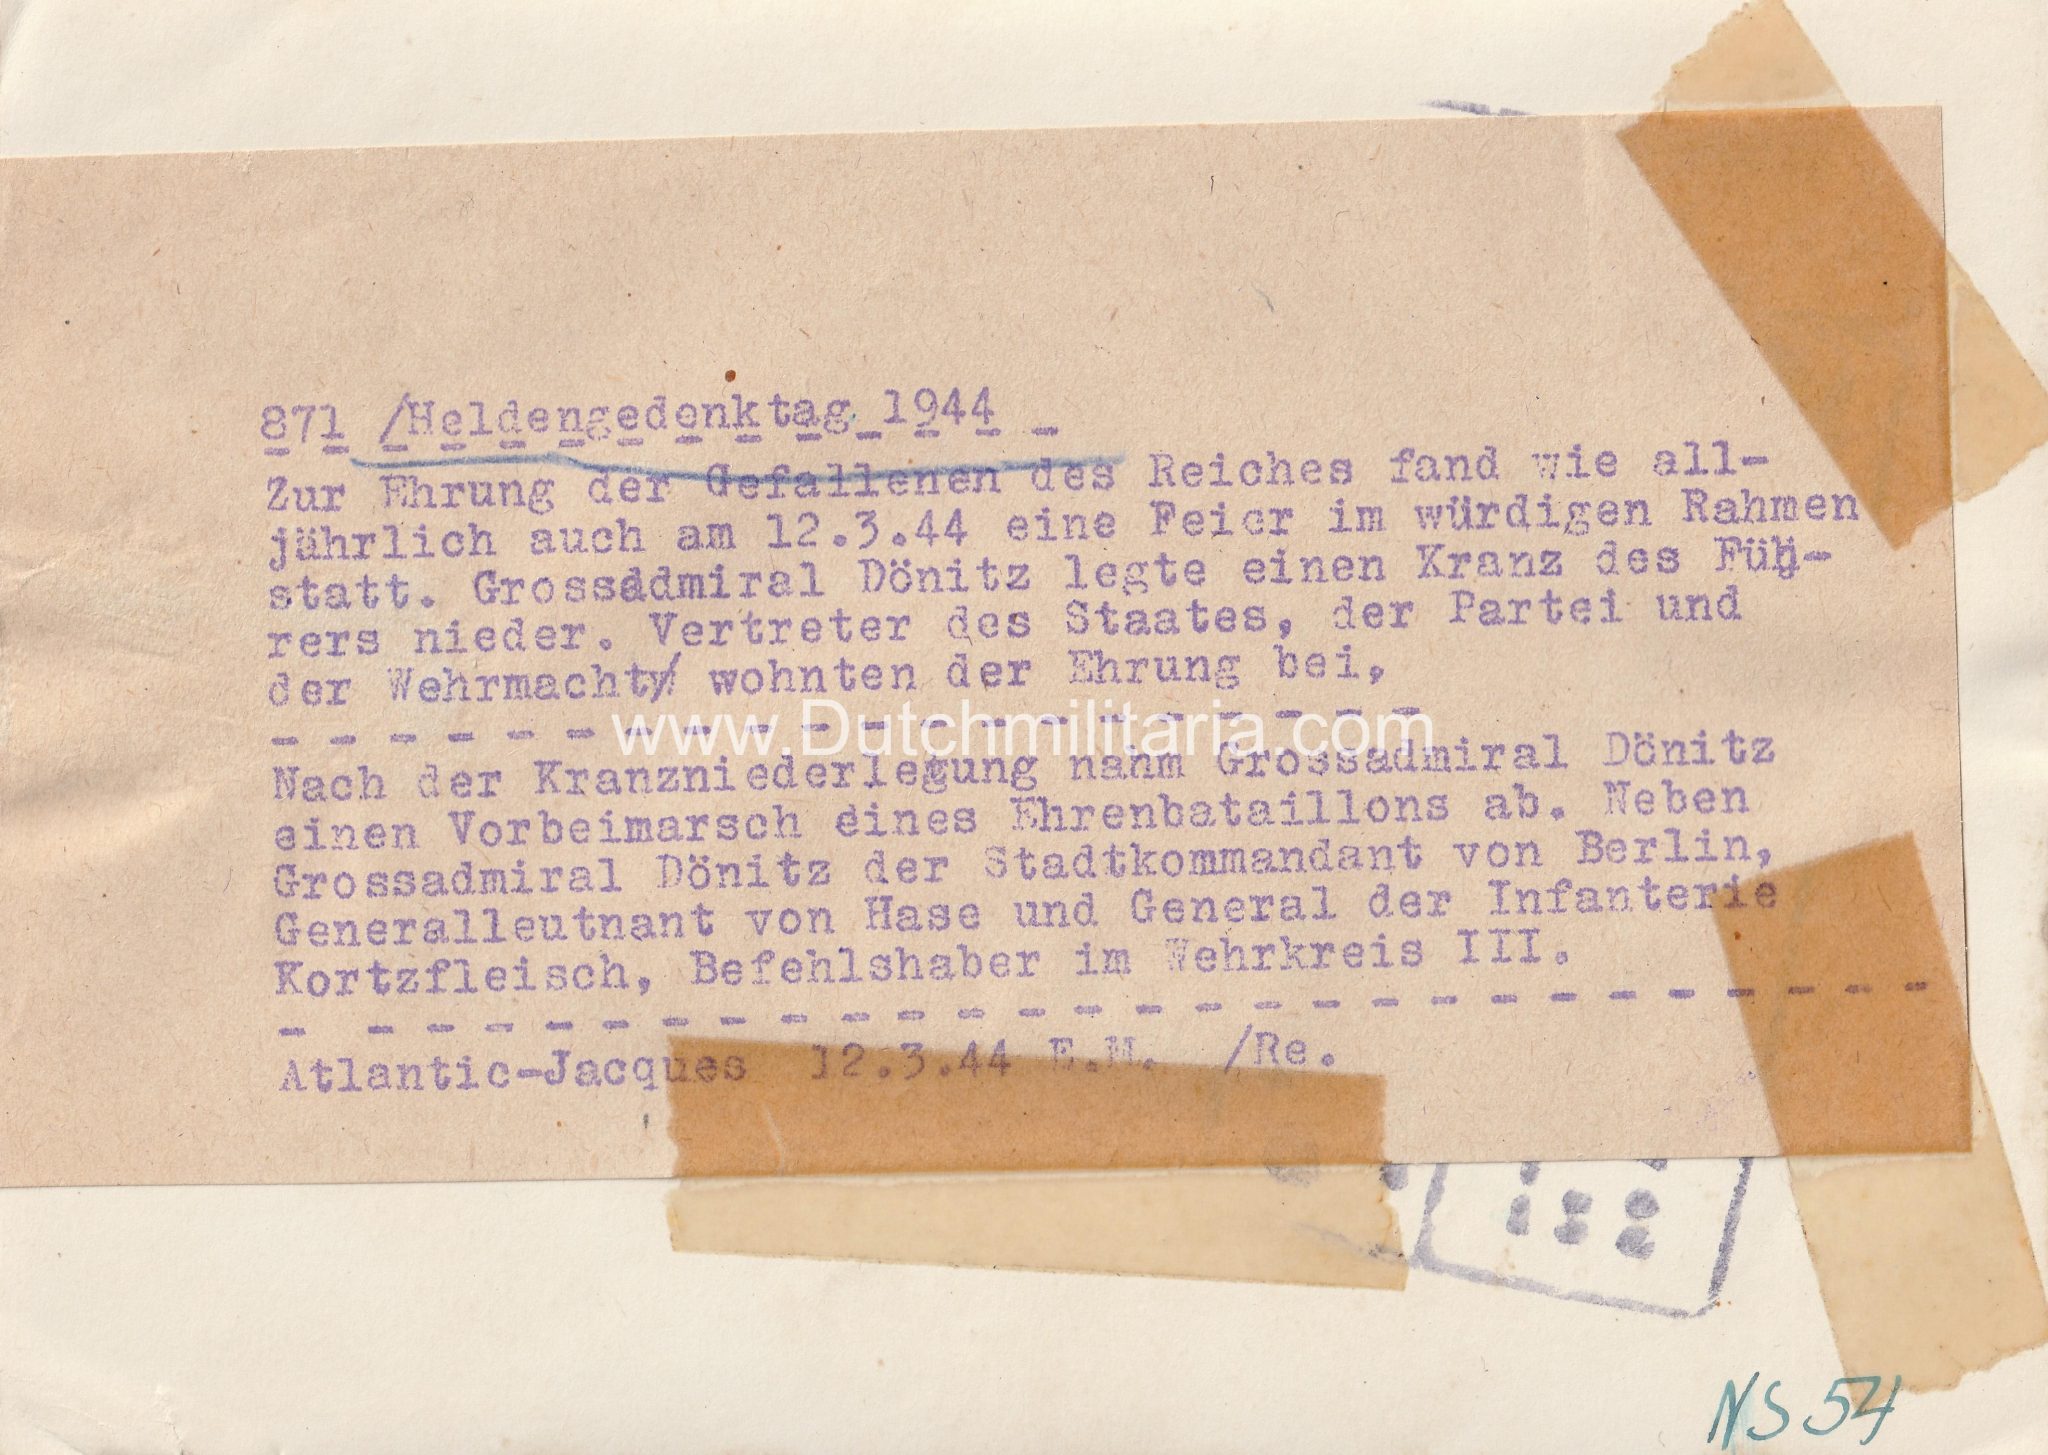 871 /Heldengedenktag 1944
Zur Ehrung der Gefallenen des Reiches fand wie all-
jährlich auch am 12.3.44 eine Feier im würdigen Rahmen
statt. Grossadmiral Dönitz legte einen Kranz des Füh-
rers nieder. Vertreter des Staates, der Partei und
der Wehrmacht/ wohnten der Ehrung bei,
- - - - - - - - - - - - - - - - - - - -
www.Dutchmilitaria.com
Nach der Kranzniederlegung nahm Grossadmiral Dönitz
einen Vorbeimarsch eines Ehrenbataillons ab. Neben
Grossadmiral Dönitz der Stadtkommandant von Berlin,
Generalleutnant von Hase und General der Infanterie
Kortzfleisch, Befehlshaber im Wehrkreis III.
- - - - - - - - - - - - - - - - - - - - - - - - - - - -
Atlantic-Jacques 12.3.44 E.M. /Re.
NS 54